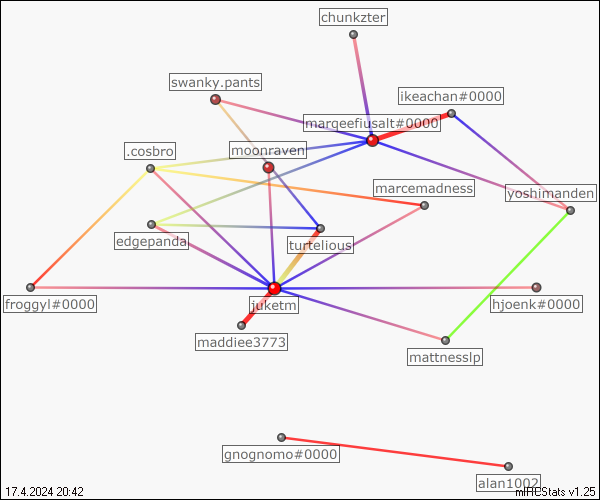 chunkzter
swanky.pants
ikeachan#0000
marqeefiusalt#0000
.cosbro
moonraven
marcemadness
yoshimanden
edgepanda
turtelious
froggyl#0000
juketm
hjoenk#0000
maddiee3773
mattnesslp
gnognomo#0000
alan1002
17.4.2024 20:42
mIRCStats v1.25